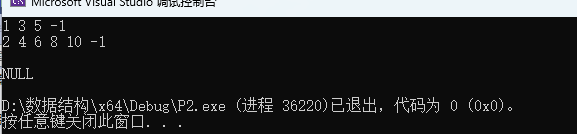 Microsoft Visual Studio 调试控制台
1 3 5 -1
2 4 6 8 10 -1
NULL
D:\数据结构\x64\Debug\P2.exe (进程 36220)已退出，代码为 0 (0x0)。
按任意键关闭此窗口. . .